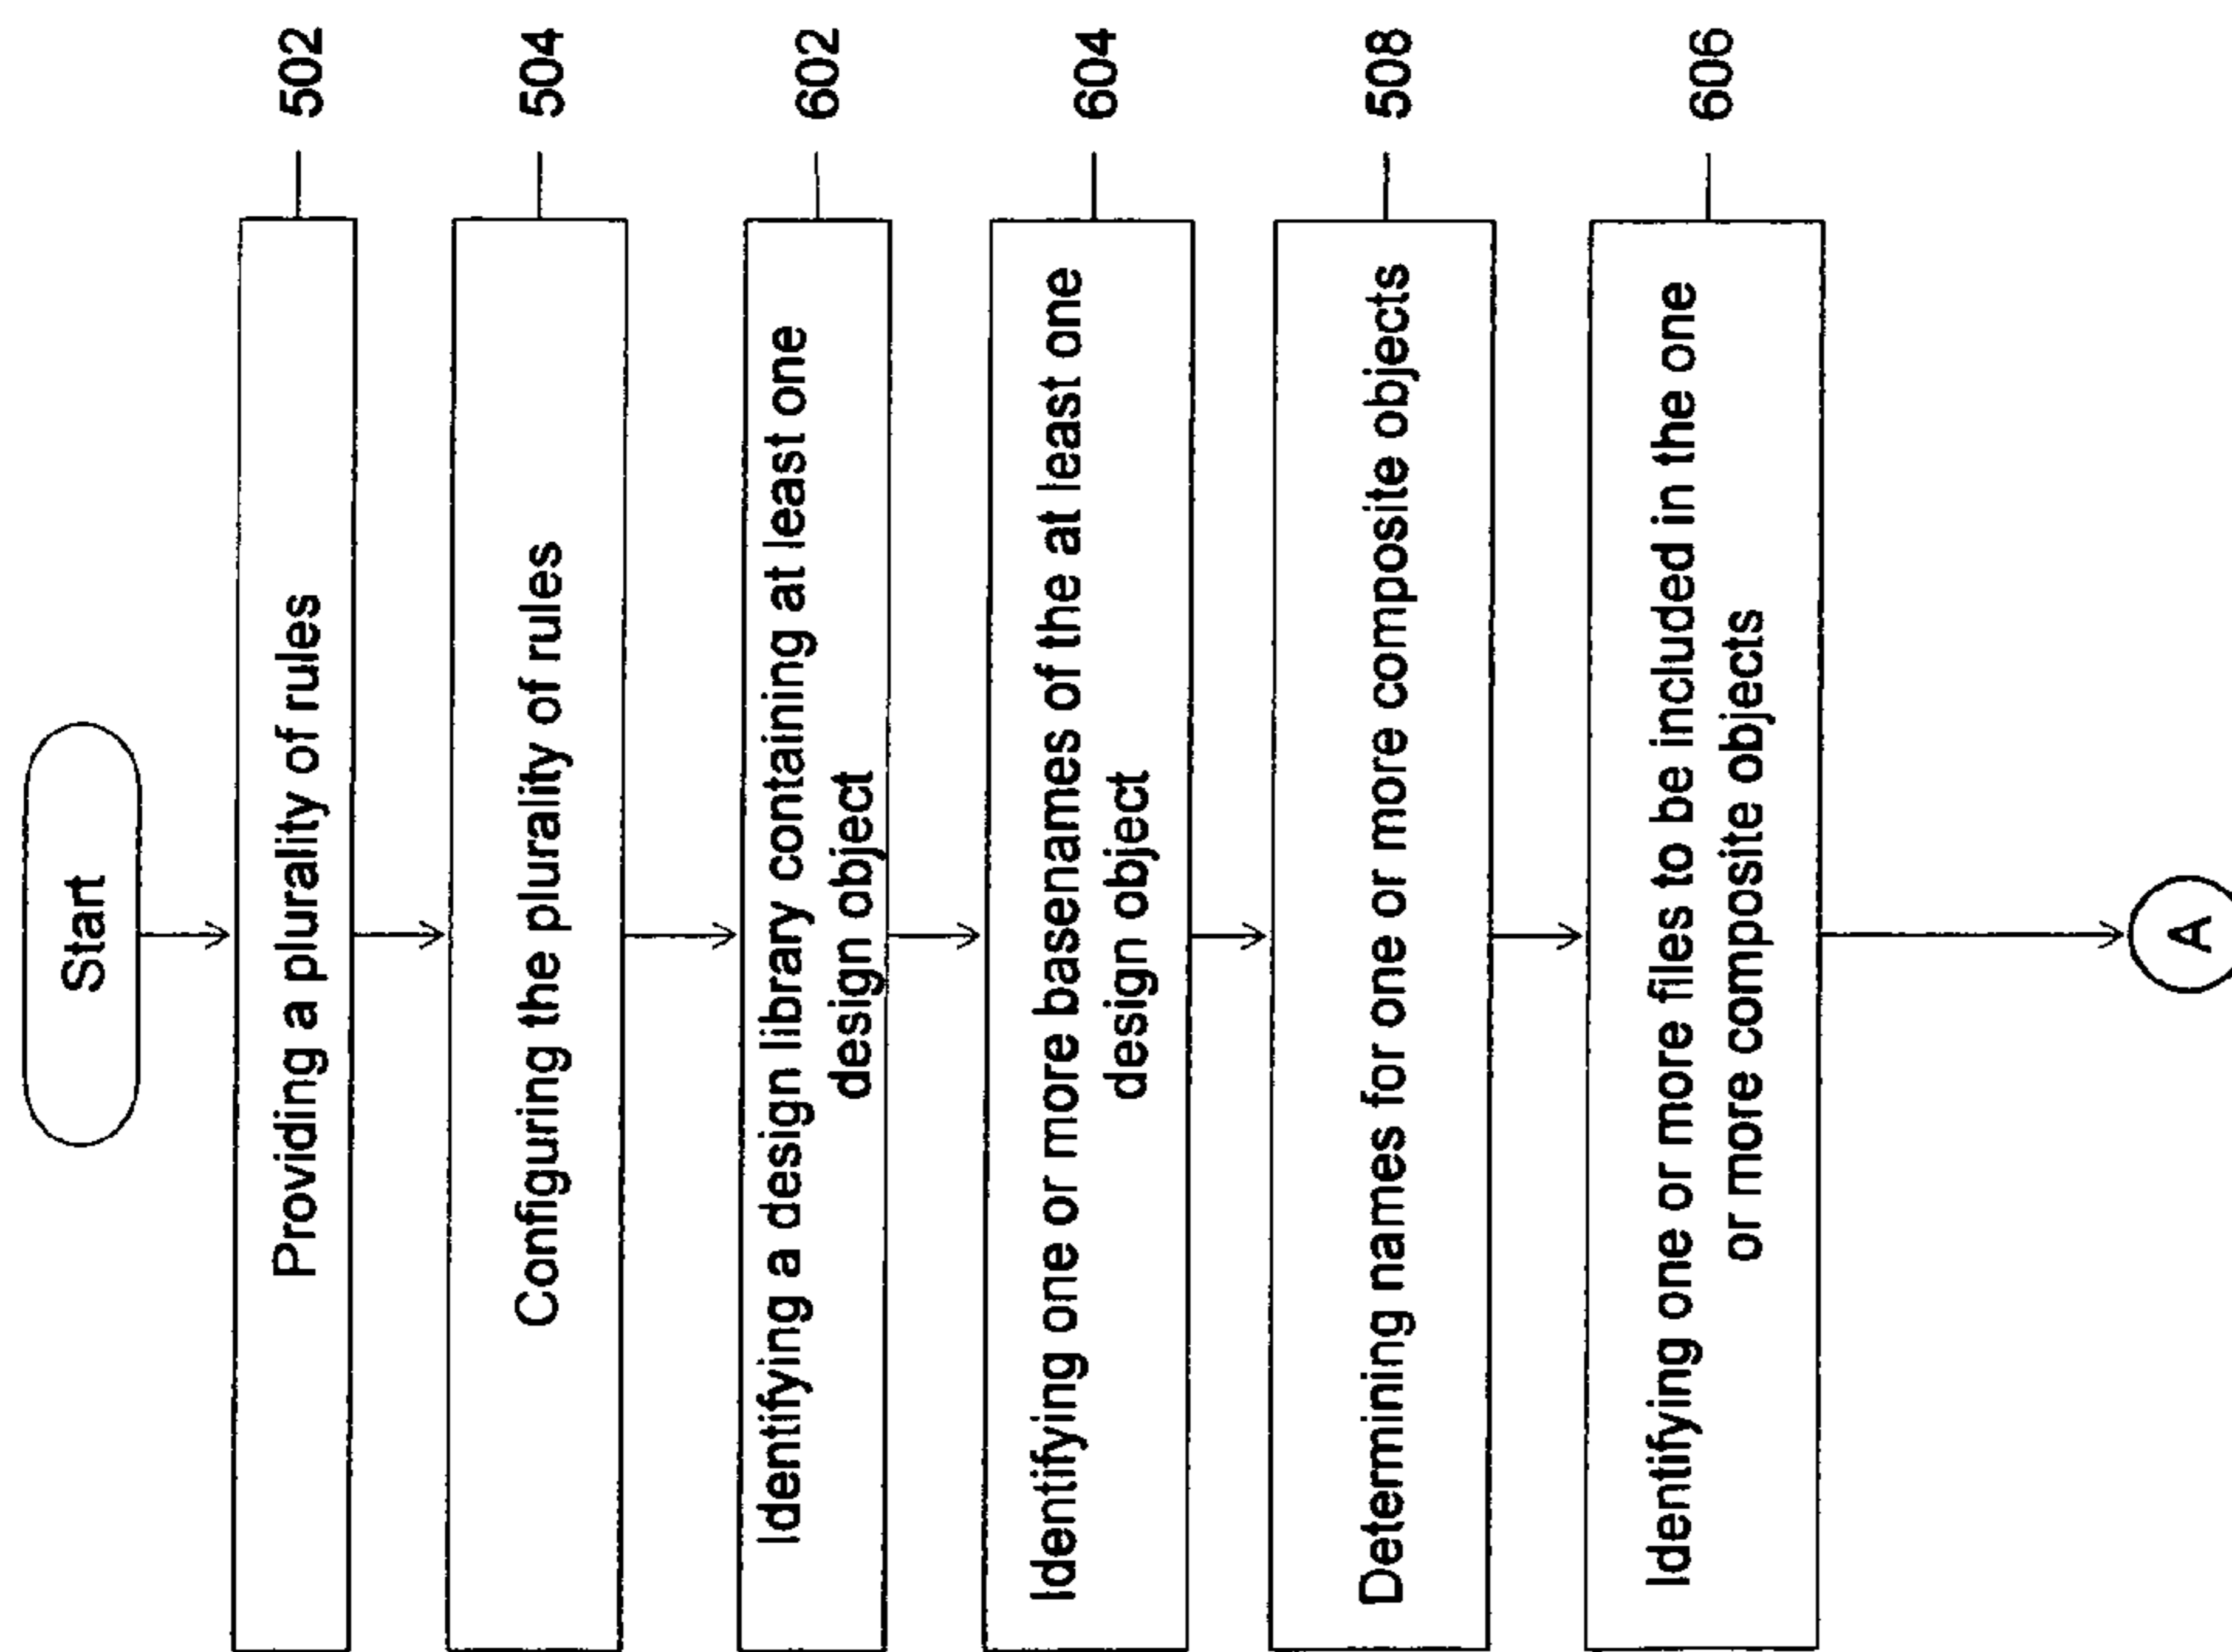 Start
Providing a plurality of rules
502
Configuring the plurality of rules
504
Identifying a design library containing at least one
design object
602
Identifying one or more basenames of the at least one
design object
604
Determining names for one or more composite objects
508
Identifying one or more files to be included in the one
or more composite objects
606
A